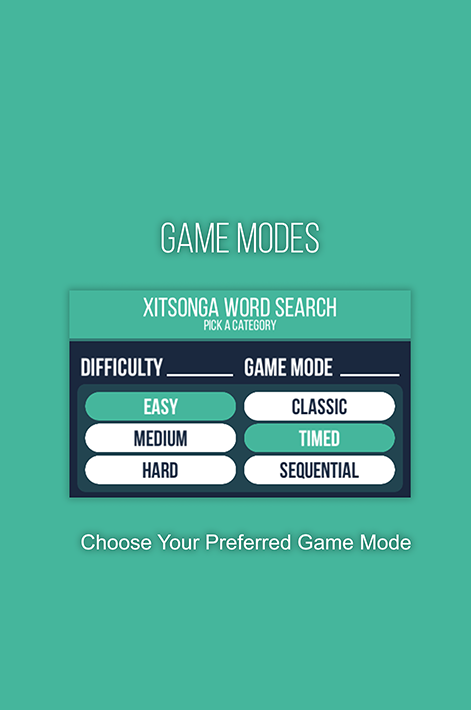 GAME MODES
XITSONGA WORD SEARCH
PICK A CATEGORY
DIFFICULTY GAME MODE
EASY CLASSIC
MEDIUM TIMED
HARD SEQUENTIAL
Choose Your Preferred Game Mode